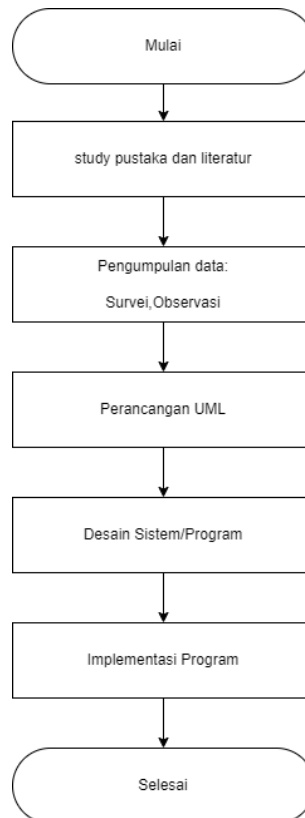 Mulai
study pustaka dan literatur
Pengumpulan data:
Survei,Observasi
Perancangan UML
Desain Sistem/Program
Implementasi Program
Selesai